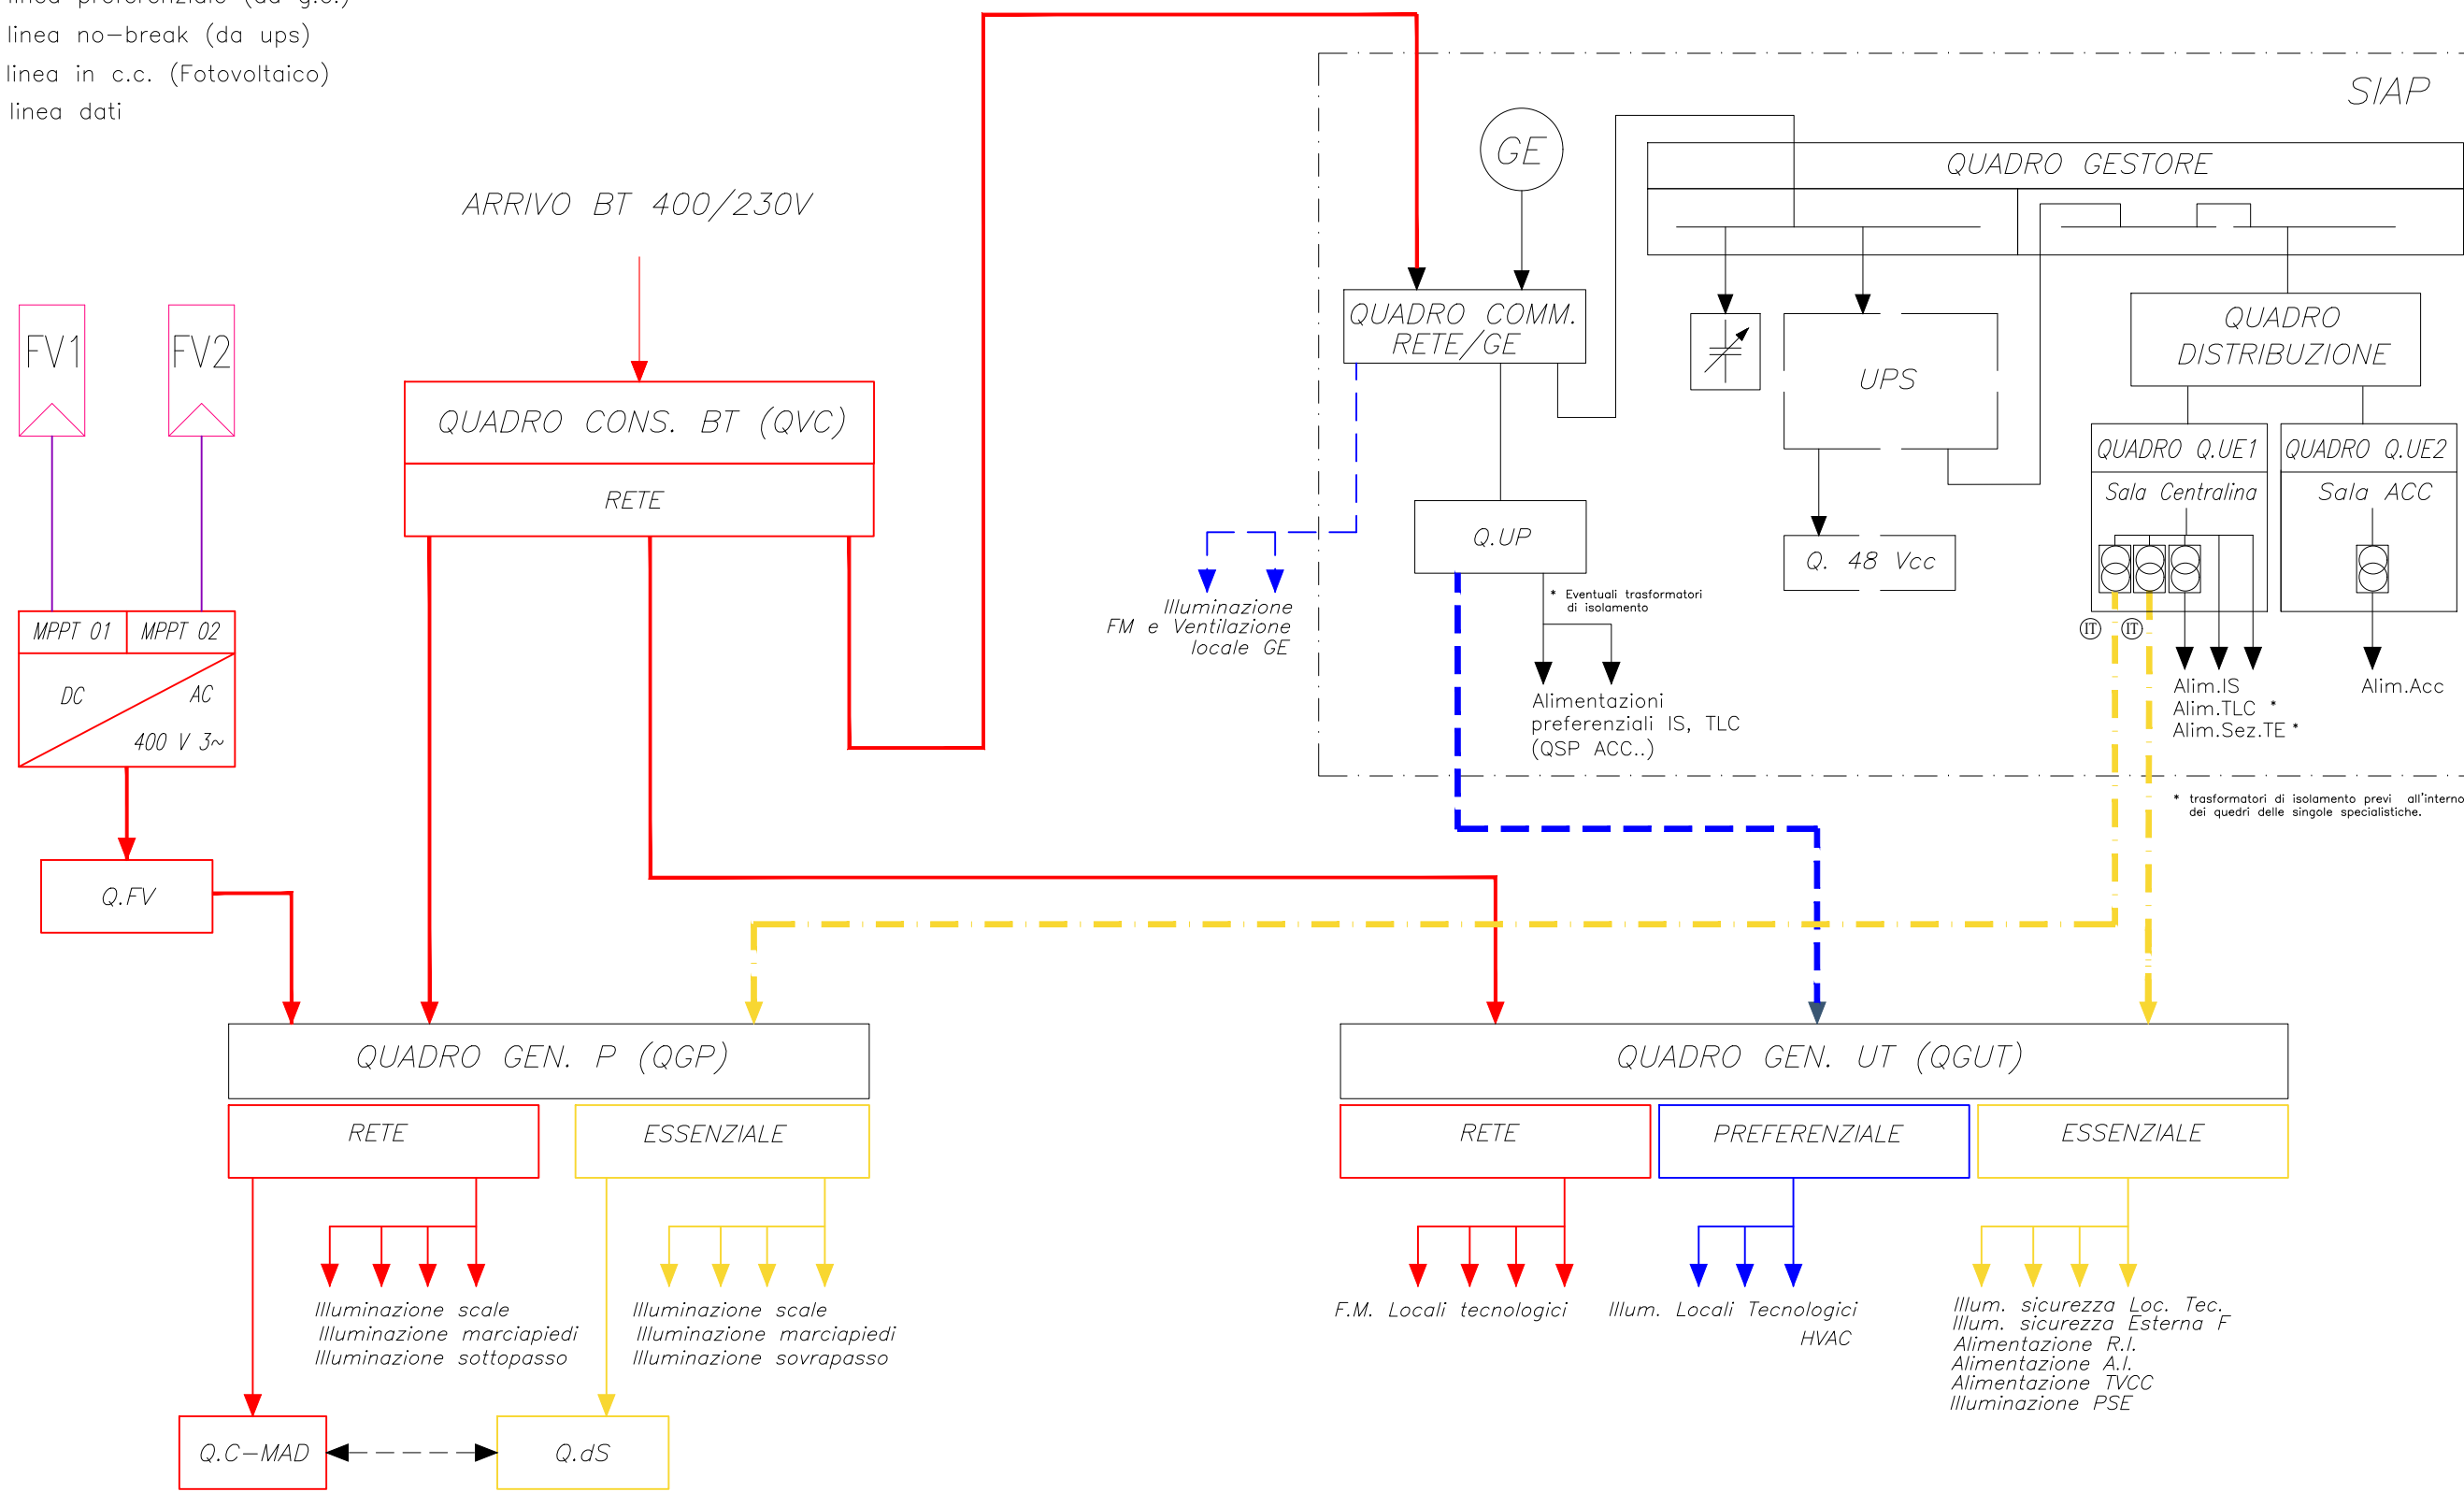 linea preferenziale (da g.e.)
linea no-break (da ups)
linea in c.c. (Fotovoltaico)
linea dati
SIAP
GE
QUADRO GESTORE
ARRIVO BT 400/230V
FV1
FV2
QUADRO COMM.
RETE/GE
QUADRO
DISTRIBUZIONE
UPS
QUADRO CONS. BT (QVC)
RETE
QUADRO Q.UE1
QUADRO Q.UE2
Sala Centralina
Sala ACC
Q.UP
Q. 48 Vcc
* Eventuali trasformatori
di isolamento
Illuminazione
FM e Ventilazione
locale GE
IT
IT
MPPT 01
MPPT 02
DC
AC
400 V 3~
Alimentazioni
preferenziali IS, TLC
(QSP ACC..)
Alim.IS
Alim.TLC *
Alim.Sez.TE *
Alim.Acc
* trasformatori di isolamento previ all'interno
dei quedri delle singole specialistiche.
Q.FV
QUADRO GEN. P (QGP)
QUADRO GEN. UT (QGUT)
RETE
ESSENZIALE
RETE
PREFERENZIALE
ESSENZIALE
Illuminazione scale
Illuminazione marciapiedi
Illuminazione sottopasso
Illuminazione scale
Illuminazione marciapiedi
Illuminazione sovrapasso
F.M. Locali tecnologici
Illum. Locali Tecnologici
HVAC
Illum. sicurezza Loc. Tec.
Illum. sicurezza Esterna F
Alimentazione R.I.
Alimentazione A.I.
Alimentazione TVCC
Illuminazione PSE
Q.C-MAD
Q.dS